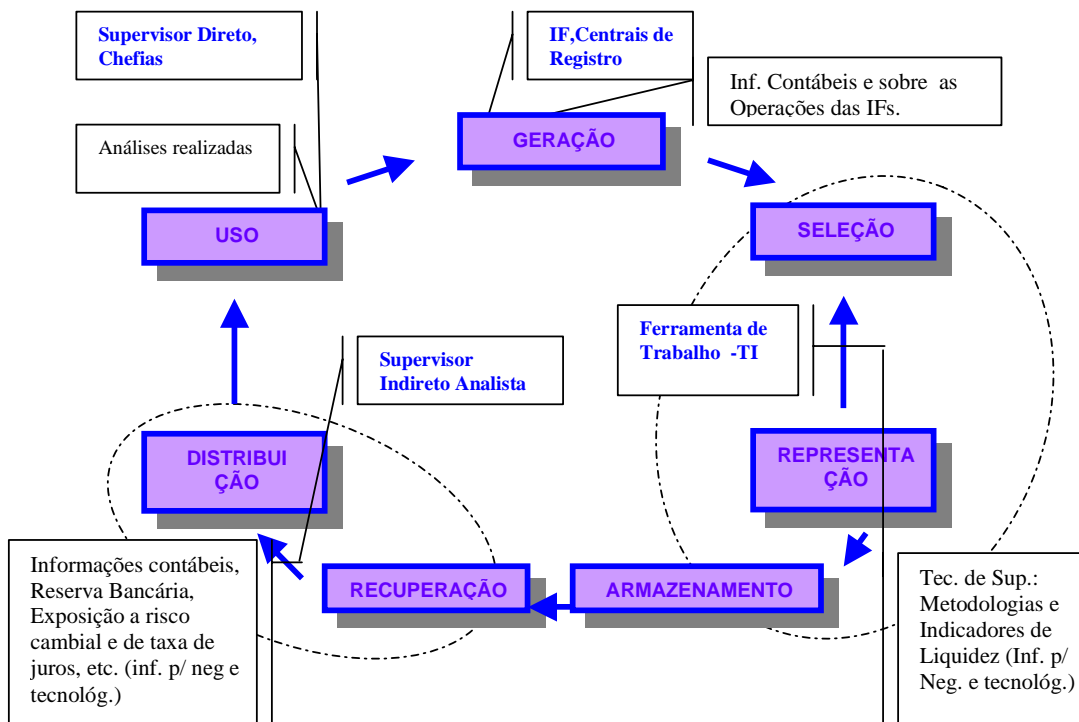 Supervisor Direto,
Chefias
IF,Centrais de
Registro
Inf. Contábeis e sobre as
Operações das IFs.
GERAÇÃO
Análises realizadas
USO
SELEÇÃO
Ferramenta de
Trabalho -TI
Supervisor
Indireto Analista
DISTRIBUI
ÇÃO
REPRESENTA
ÇÃO
Informações contábeis,
Reserva Bancária,
Exposição a risco
cambial e de taxa de
juros, etc. (inf. p/ neg e
tecnológ.)
RECUPERAÇÃO
ARMAZENAMENTO
Tec. de Sup.:
Metodologias e
Indicadores de
Liquidez (Inf. p/
Neg. e tecnológ.)